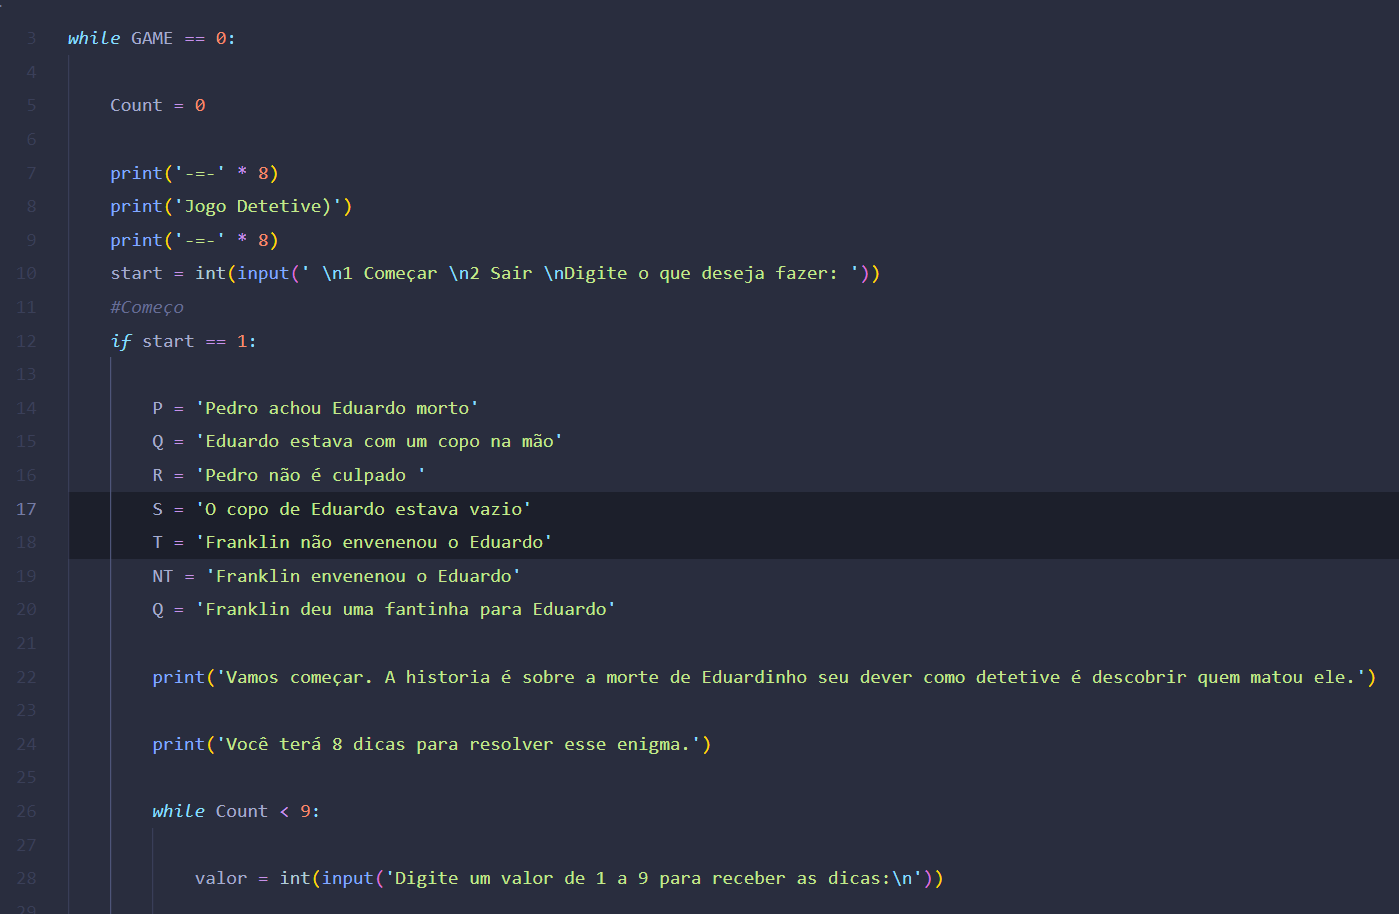 3 while GAME == 0:
4
5 Count = 0
6
7 print('-=-' * 8)
8 print('Jogo Detetive)')
9 print('-=-' * 8)
10 start = int(input(' \n1 Começar \n2 Sair \nDigite o que deseja fazer: '))
11 #Começo
12 if start == 1:
13
14 P = 'Pedro achou Eduardo morto'
15 Q = 'Eduardo estava com um copo na mão'
16 R = 'Pedro não é culpado '
17 S = 'O copo de Eduardo estava vazio'
18 T = 'Franklin não envenenou o Eduardo'
19 NT = 'Franklin envenenou o Eduardo'
20 Q = 'Franklin deu uma fantinha para Eduardo'
21
22 print('Vamos começar. A historia é sobre a morte de Eduardinho seu dever como detetive é descobrir quem matou ele.')
23
24 print('Você terá 8 dicas para resolver esse enigma.')
25
26 while Count < 9:
27
28 valor = int(input('Digite um valor de 1 a 9 para receber as dicas:\n'))
29